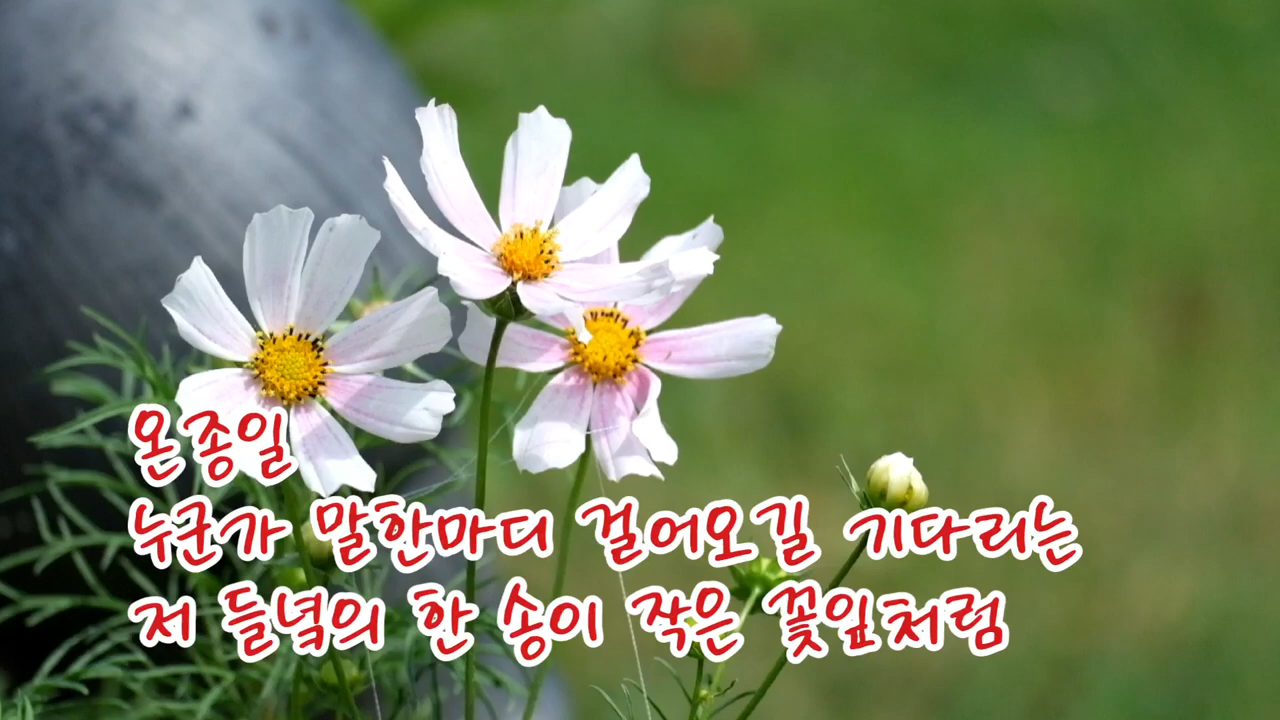 온종일
누군가 말한마디 걸어오길 기다리는
저 들녘의 한 송이 작은 꽃잎처럼